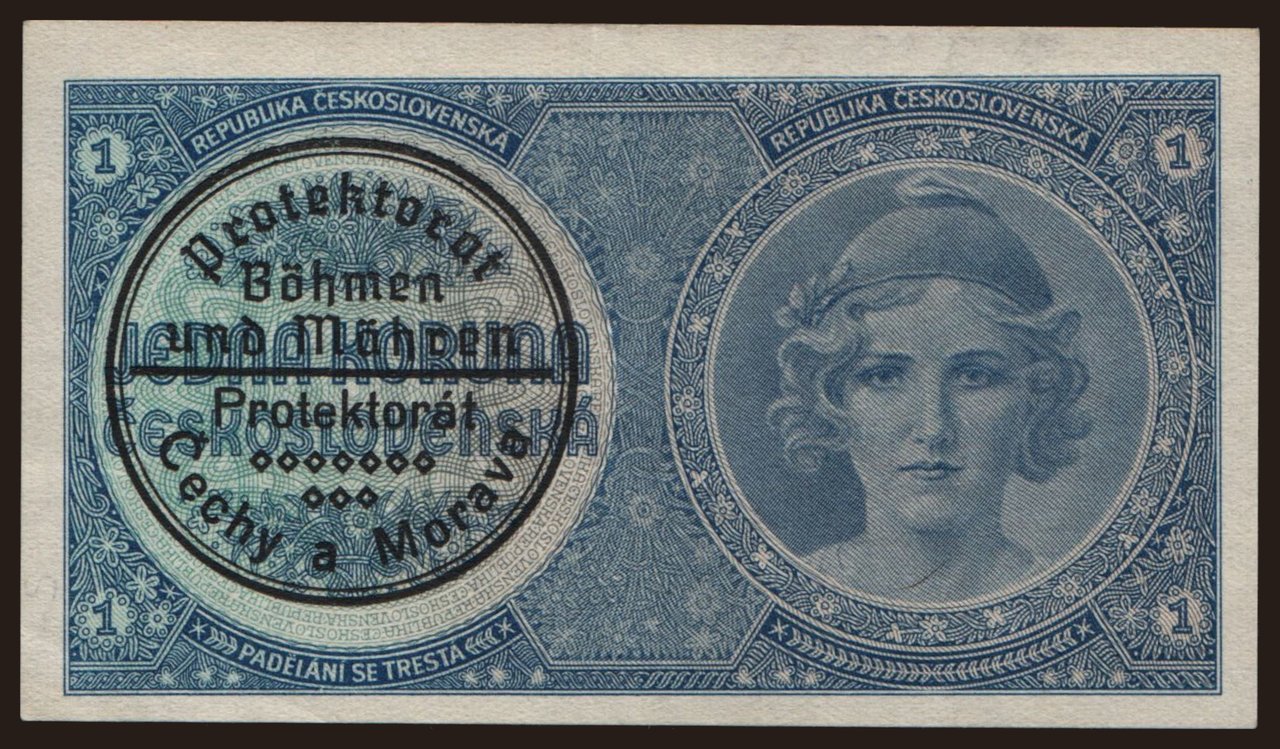 REPUBLIKA ČESKOSLOVENSKÁ
REPUBLIKA ČESKOSLOVENSKÁ
1
1
Protektorat
Böhmen
und Mähren
JEDNA KORUNA
Protektorát
ČESKOSLOVENSKÁ
Čechy a Morava
1
1
PADĚLÁNÍ SE TRESTÁ